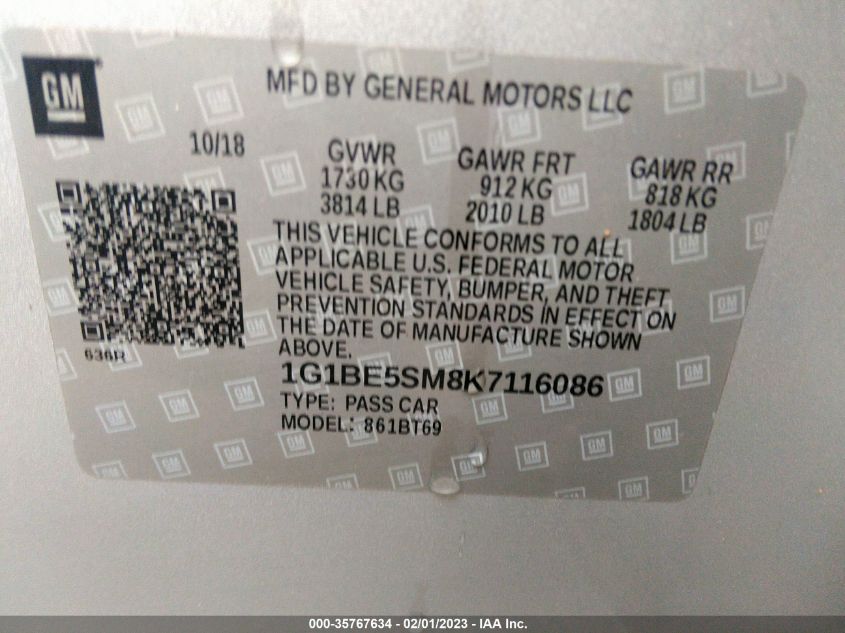 GM
MFD BY GENERAL MOTORS LLC
10/18
GVWR
1730 KG
3814 LB
GAWR FRT
912 KG
2010 LB
GAWR RR
818 KG
1804 LB
THIS VEHICLE CONFORMS TO ALL
APPLICABLE U.S. FEDERAL MOTOR
VEHICLE SAFETY, BUMPER, AND THEFT
PREVENTION STANDARDS IN EFFECT ON
THE DATE OF MANUFACTURE SHOWN
ABOVE.
636R
1G1BE5SM8K7116086
TYPE: PASS CAR
MODEL: 861BT69
000-35767634 - 02/01/2023 - IAA Inc.